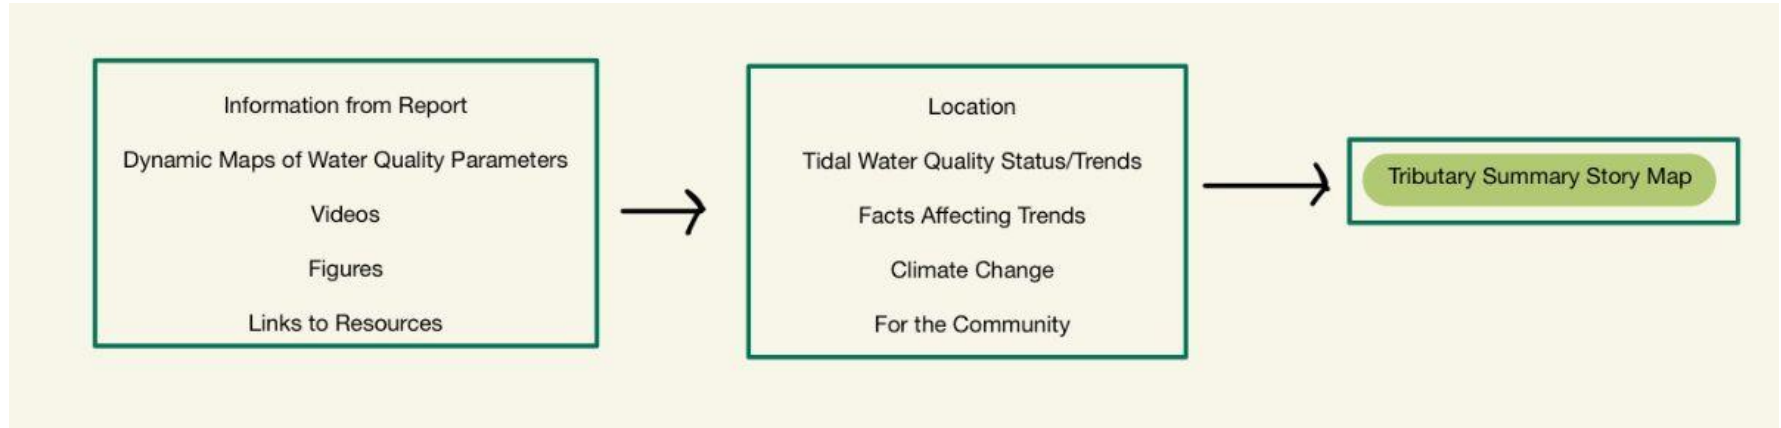 Information from Report
Dynamic Maps of Water Quality Parameters
Videos
Figures
Links to Resources
Location
Tidal Water Quality Status/Trends
Facts Affecting Trends
Climate Change
For the Community
Tributary Summary Story Map